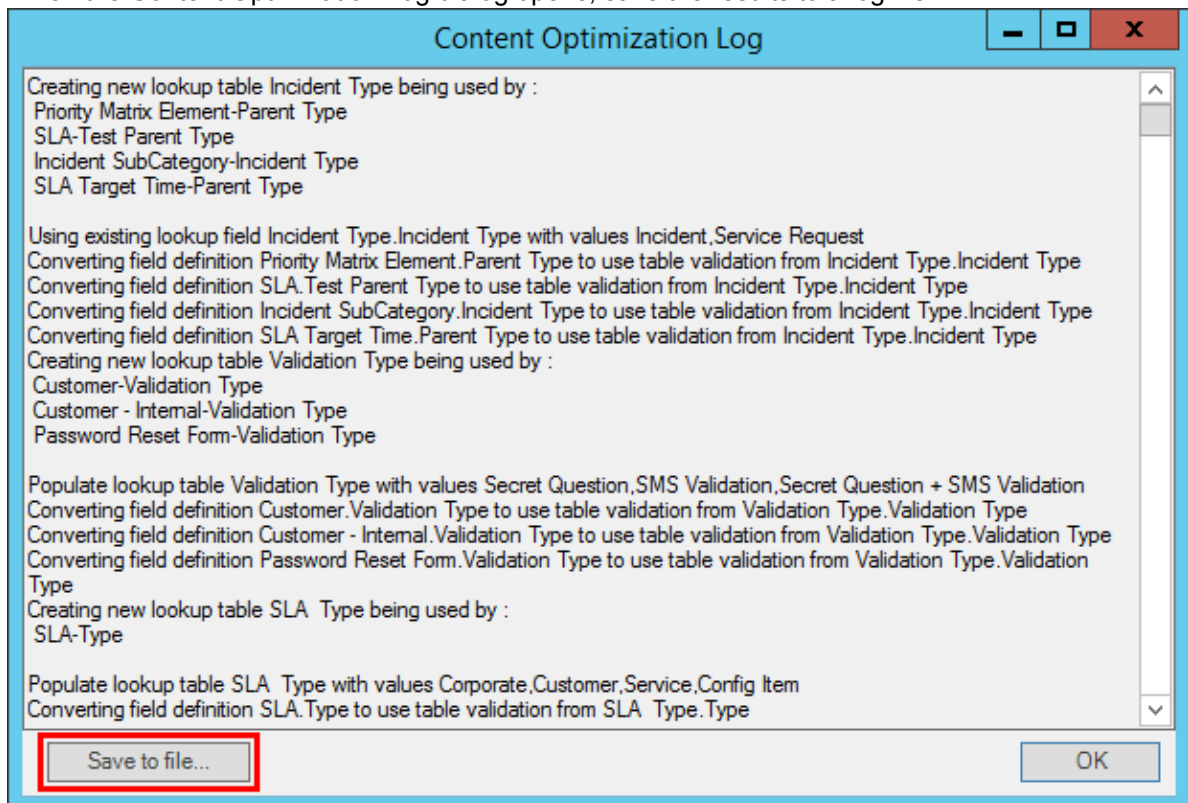 Content Optimization Log
Creating new lookup table Incident Type being used by :
Priority Matrix Element-Parent Type
SLA-Test Parent Type
Incident SubCategory-Incident Type
SLA Target Time-Parent Type
Using existing lookup field Incident Type.Incident Type with values Incident,Service Request
Converting field definition Priority Matrix Element.Parent Type to use table validation from Incident Type.Incident Type
Converting field definition SLA.Test Parent Type to use table validation from Incident Type.Incident Type
Converting field definition Incident SubCategory.Incident Type to use table validation from Incident Type.Incident Type
Converting field definition SLA Target Time.Parent Type to use table validation from Incident Type.Incident Type
Creating new lookup table Validation Type being used by :
Customer-Validation Type
Customer - Internal-Validation Type
Password Reset Form-Validation Type
Populate lookup table Validation Type with values Secret Question,SMS Validation,Secret Question + SMS Validation
Converting field definition Customer.Validation Type to use table validation from Validation Type.Validation Type
Converting field definition Customer - Internal.Validation Type to use table validation from Validation Type.Validation Type
Converting field definition Password Reset Form.Validation Type to use table validation from Validation Type.Validation
Type
Creating new lookup table SLA  Type being used by :
SLA-Type
Populate lookup table SLA  Type with values Corporate,Customer,Service,Config Item
Converting field definition SLA.Type to use table validation from SLA  Type.Type
Save to file...
OK